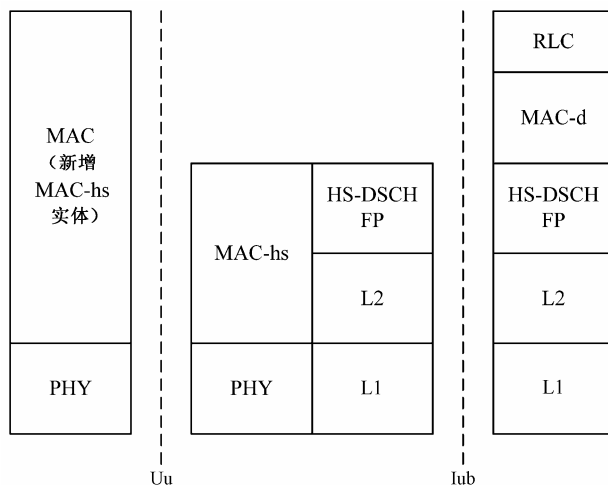 MAC
（新增
MAC-hs
实体）
PHY
Uu
MAC-hs
PHY
HS-DSCH
FP
L2
L1
Iub
RLC
MAC-d
HS-DSCH
FP
L2
L1